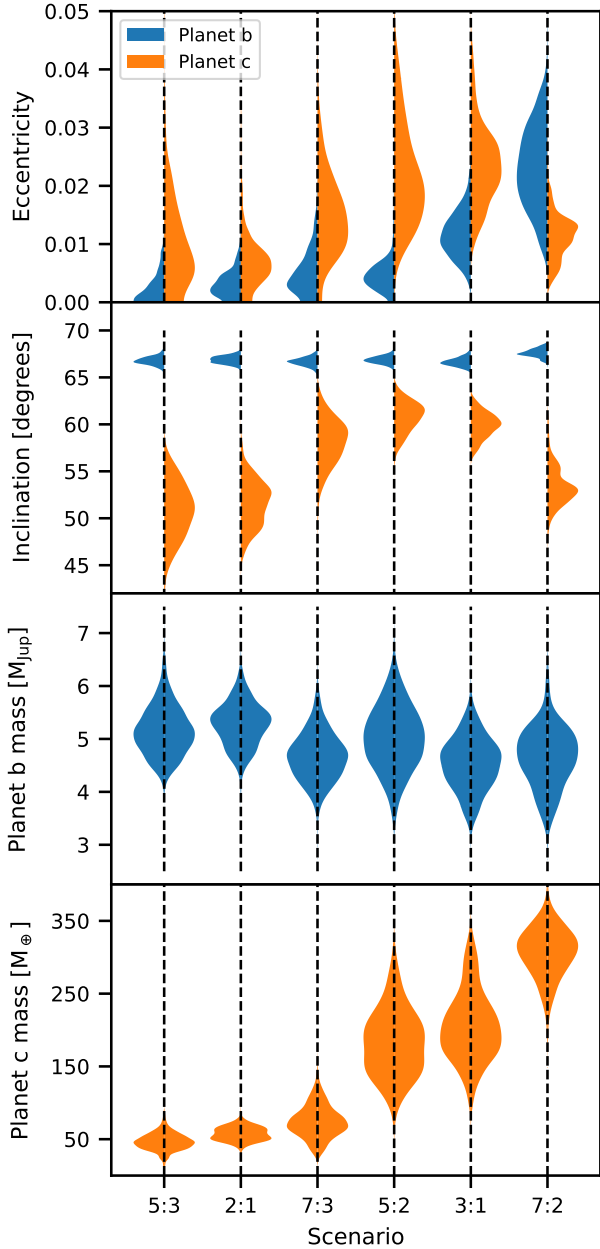 Planet b
Planet c
0.05
0.04
0.03
0.02
0.01
0.00
Eccentricity
70
65
60
55
50
45
Inclination [degrees]
7
6
5
4
3
Planet b mass [M_Jup]
350
250
150
50
Planet c mass [M_⊕]
5:3 2:1 7:3 5:2 3:1 7:2
Scenario